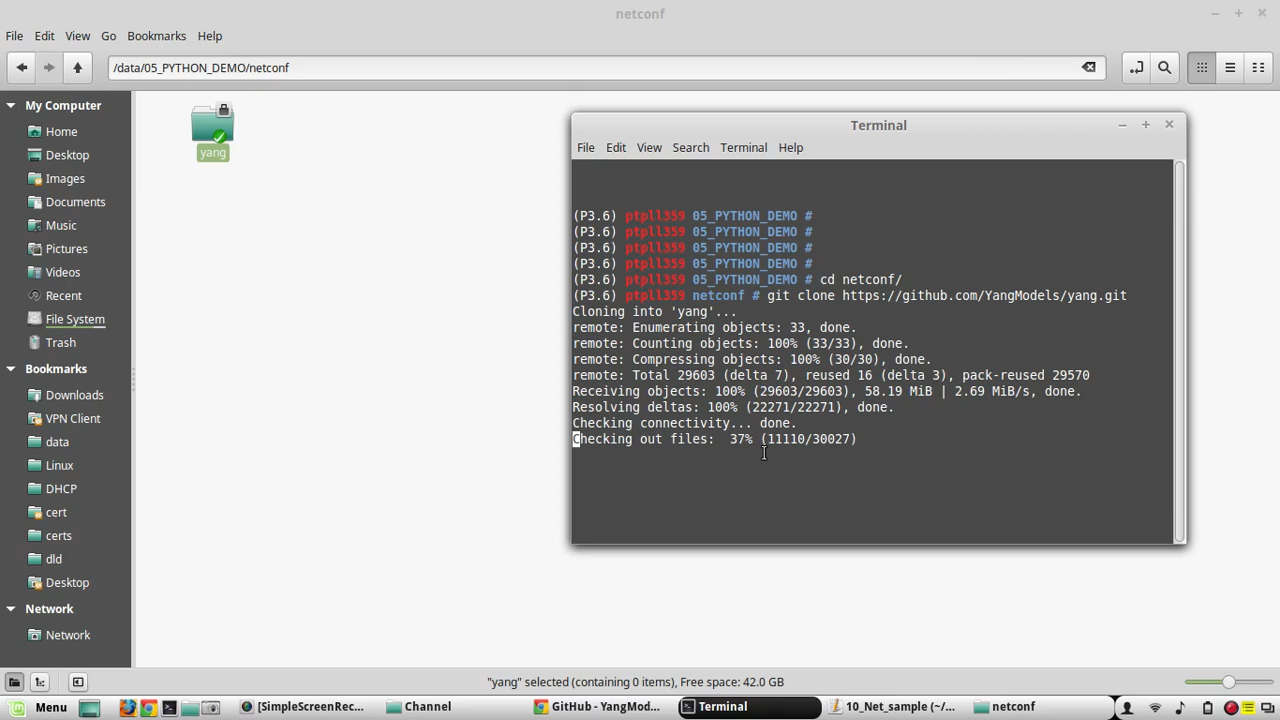 netconf
File Edit View Go Bookmarks Help
/data/05_PYTHON_DEMO/netconf
My Computer
Home
Desktop
Images
Documents
Music
Pictures
Videos
Recent
File System
Trash
Bookmarks
Downloads
VPN Client
data
Linux
DHCP
cert
certs
dld
Desktop
Network
Network
yang
Terminal
File Edit View Search Terminal Help
(P3.6) ptpll359 05_PYTHON_DEMO #
(P3.6) ptpll359 05_PYTHON_DEMO #
(P3.6) ptpll359 05_PYTHON_DEMO #
(P3.6) ptpll359 05_PYTHON_DEMO #
(P3.6) ptpll359 05_PYTHON_DEMO # cd netconf/
(P3.6) ptpll359 netconf # git clone https://github.com/YangModels/yang.git
Cloning into 'yang'...
remote: Enumerating objects: 33, done.
remote: Counting objects: 100% (33/33), done.
remote: Compressing objects: 100% (30/30), done.
remote: Total 29603 (delta 7), reused 16 (delta 3), pack-reused 29570
Receiving objects: 100% (29603/29603), 58.19 MiB | 2.69 MiB/s, done.
Resolving deltas: 100% (22271/22271), done.
Checking connectivity... done.
Checking out files:  37% (11110/30027)
"yang" selected (containing 0 items), Free space: 42.0 GB
Menu [SimpleScreenRec... Channel GitHub - YangMod... Terminal 10_Net_sample (~/... netconf